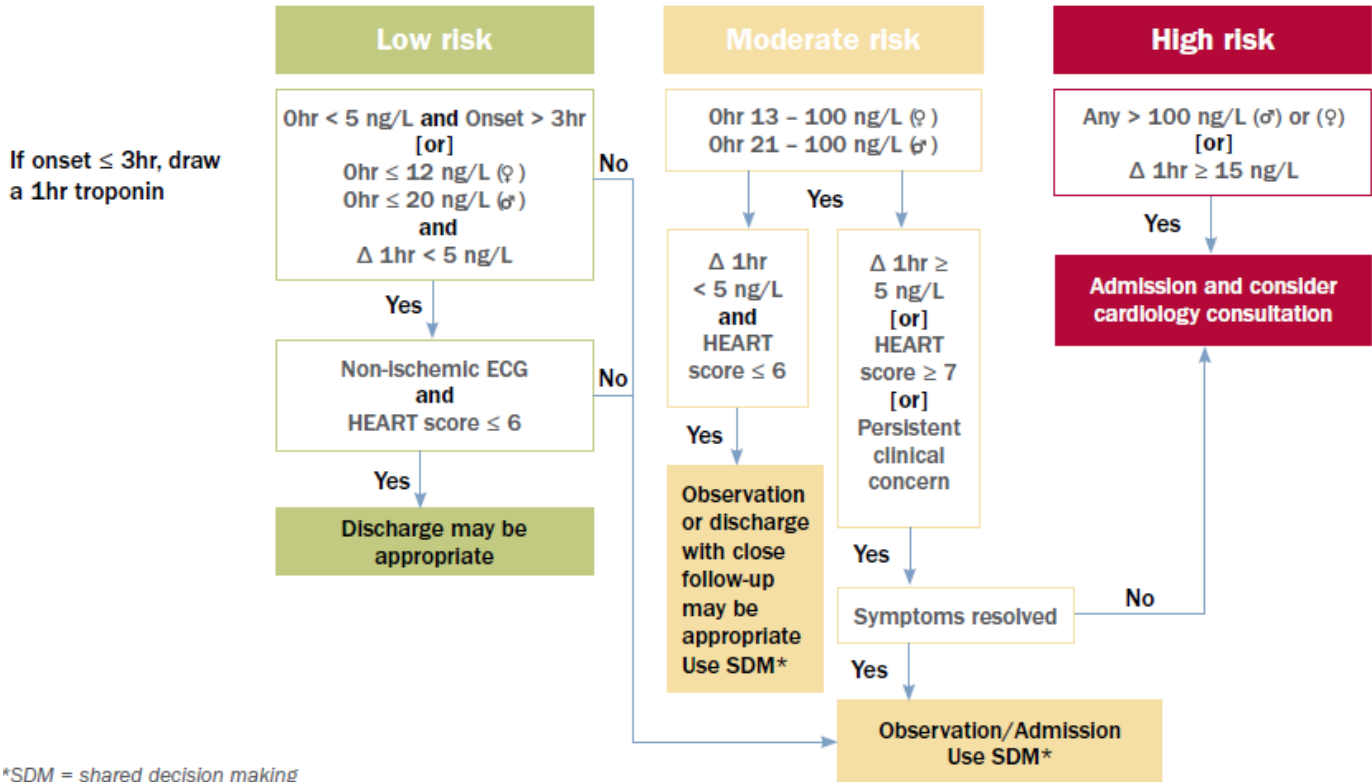 Low risk
Moderate risk
High risk
If onset ≤ 3hr, draw
a 1hr troponin
0hr < 5 ng/L and Onset > 3hr
[or]
0hr ≤ 12 ng/L (♀)
0hr ≤ 20 ng/L (♂)
and
Δ 1hr < 5 ng/L
No
Yes
Non-ischemic ECG
and
HEART score ≤ 6
No
Yes
Discharge may be
appropriate
0hr 13 – 100 ng/L (♀)
0hr 21 – 100 ng/L (♂)
Yes
Δ 1hr
< 5 ng/L
and
HEART
score ≤ 6
Yes
Observation
or discharge
with close
follow-up
may be
appropriate
Use SDM*
Δ 1hr ≥
5 ng/L
[or]
HEART
score ≥ 7
[or]
Persistent
clinical
concern
Yes
Symptoms resolved
No
Yes
Observation/Admission
Use SDM*
Any > 100 ng/L (♂) or (♀)
[or]
Δ 1hr ≥ 15 ng/L
Yes
Admission and consider
cardiology consultation
*SDM = shared decision making